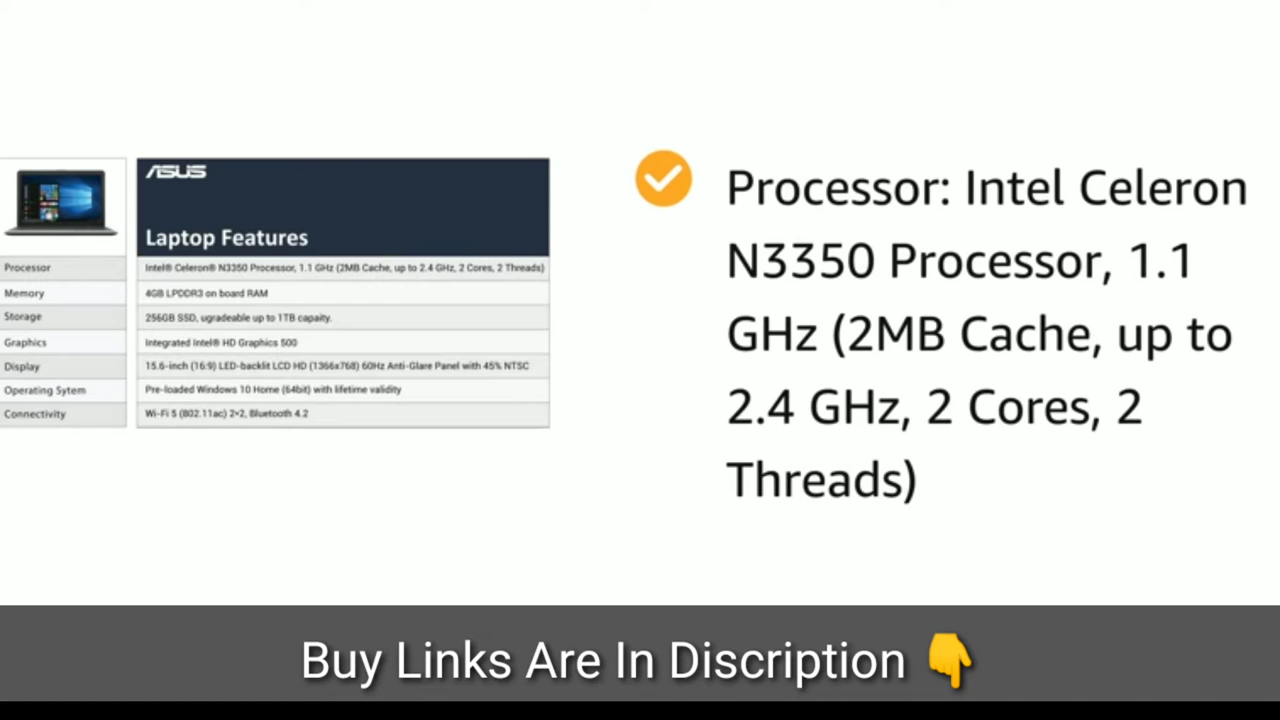 ASUS
Laptop Features
Processor Intel® Celeron® N3350 Processor, 1.1 GHz (2MB Cache, up to 2.4 GHz, 2 Cores, 2 Threads)
Memory 4GB LPDDR3 on board RAM
Storage 256GB SSD, ugradeable up to 1TB capaity.
Graphics Integrated Intel® HD Graphics 500
Display 15.6-inch (16:9) LED-backlit LCD HD (1366x768) 60Hz Anti-Glare Panel with 45% NTSC
Operating Sytem Pre-loaded Windows 10 Home (64bit) with lifetime validity
Connectivity Wi-Fi 5 (802.11ac) 2×2, Bluetooth 4.2
Processor: Intel Celeron
N3350 Processor, 1.1
GHz (2MB Cache, up to
2.4 GHz, 2 Cores, 2
Threads)
Buy Links Are In Discription 👇